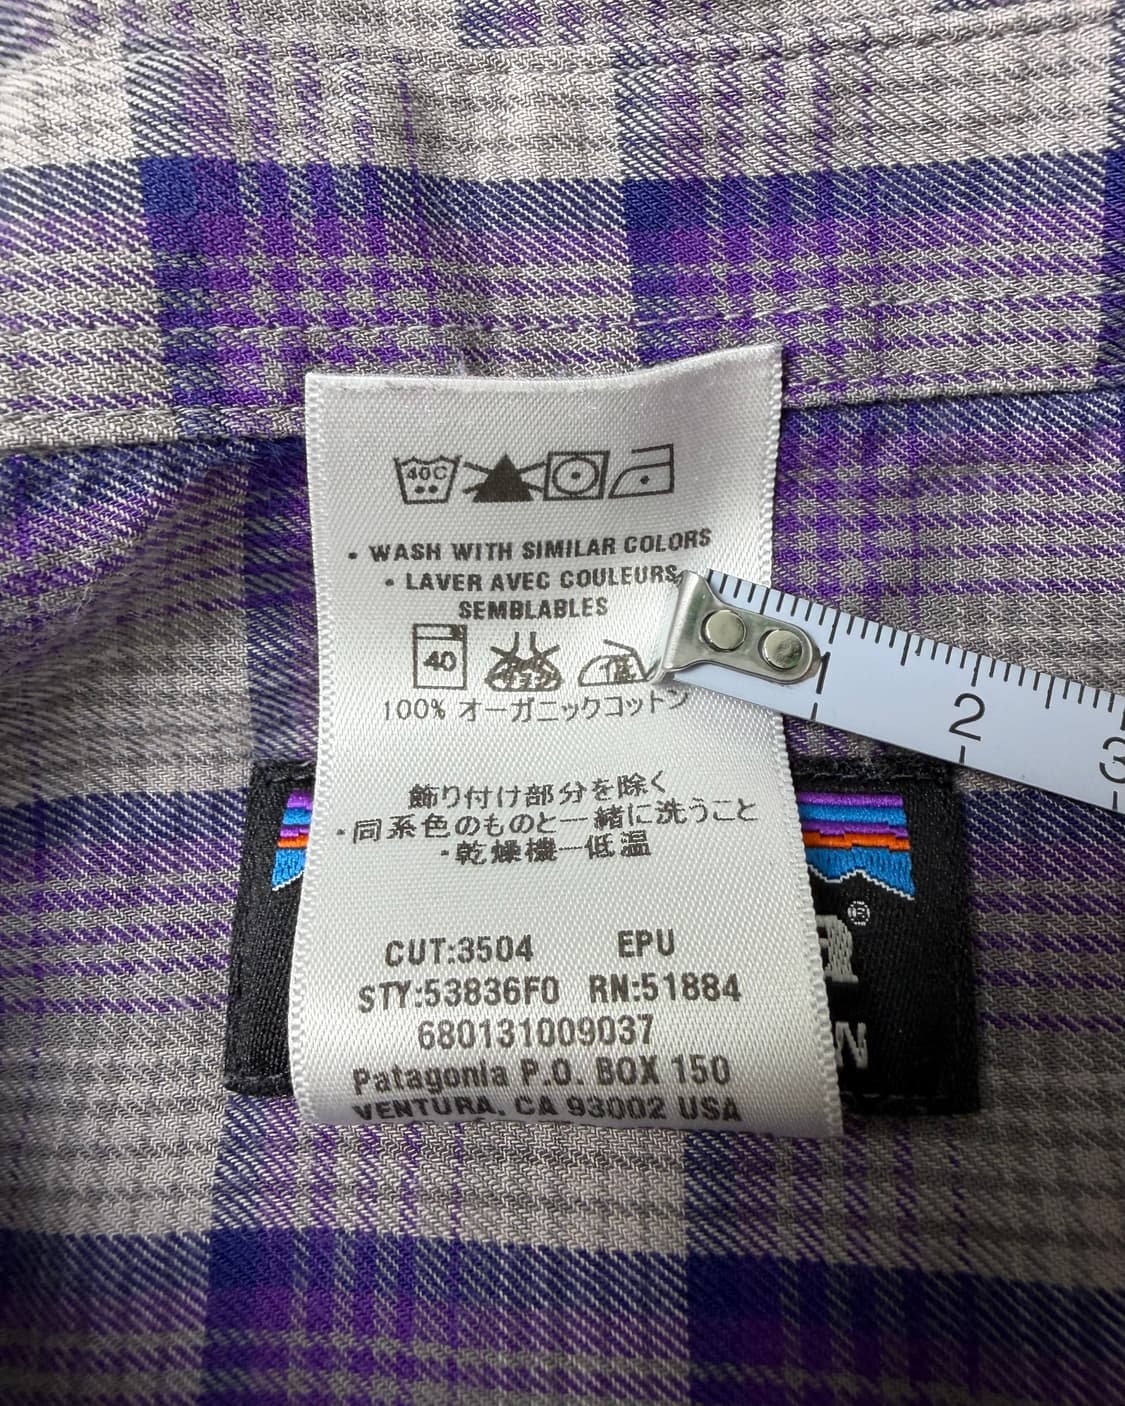 40C
• WASH WITH SIMILAR COLORS
• LAVER AVEC COULEURS
SEMBLABLES
40
100% オーガニックコットン
飾り付け部分を除く
・同系色のものと一緒に洗うこと
・乾燥機一低温
CUT:3504 EPU
STY:53836F0 RN:51884
680131009037
Patagonia P.O. BOX 150
VENTURA, CA 93002 USA
1 2 3
®